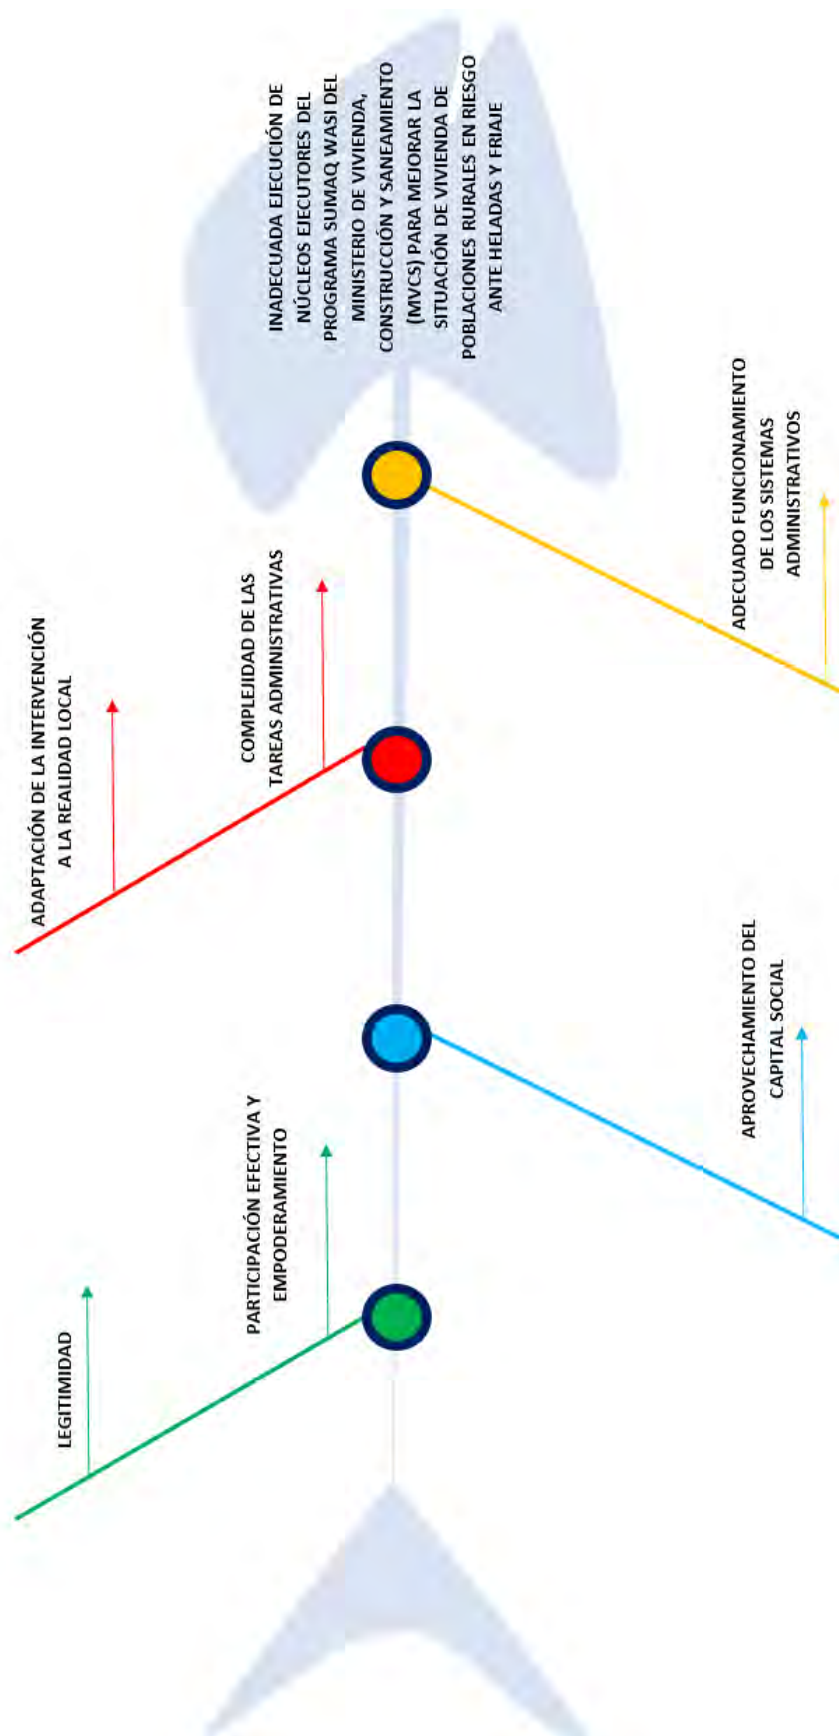 LEGITIMIDAD
PARTICIPACIÓN EFECTIVA Y
EMPODERAMIENTO
ADAPTACIÓN DE LA INTERVENCIÓN
A LA REALIDAD LOCAL
COMPLEJIDAD DE LAS
TAREAS ADMINISTRATIVAS
INADECUADA EJECUCIÓN DE
NÚCLEOS EJECUTORES DEL
PROGRAMA SUMAQ WASI DEL
MINISTERIO DE VIVIENDA,
CONSTRUCCIÓN Y SANEAMIENTO
(MVCS) PARA MEJORAR LA
SITUACIÓN DE VIVIENDA DE
POBLACIONES RURALES EN RIESGO
ANTE HELADAS Y FRIAJE
APROVECHAMIENTO DEL
CAPITAL SOCIAL
ADECUADO FUNCIONAMIENTO
DE LOS SISTEMAS
ADMINISTRATIVOS